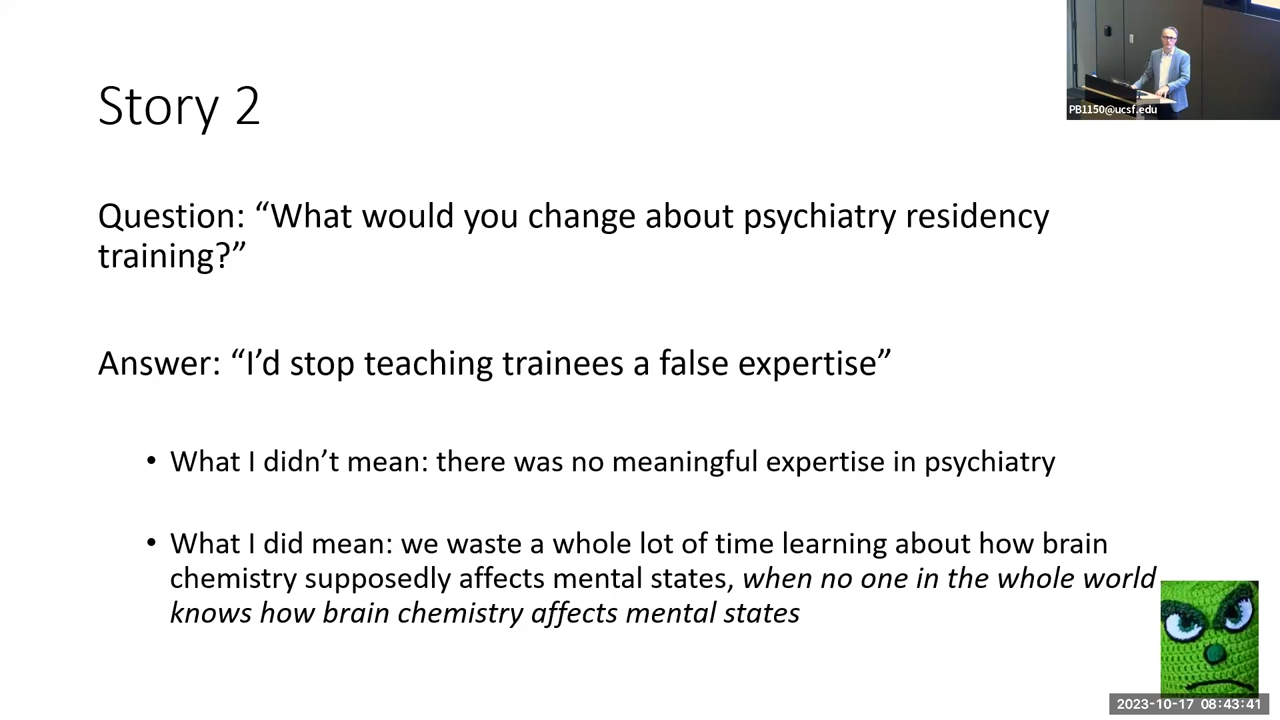 PB1150@ucsf.edu
Story 2
Question: “What would you change about psychiatry residency
training?”
Answer: “I’d stop teaching trainees a false expertise”
• What I didn’t mean: there was no meaningful expertise in psychiatry
• What I did mean: we waste a whole lot of time learning about how brain
chemistry supposedly affects mental states, when no one in the whole world
knows how brain chemistry affects mental states
2023-10-17 08:43:41